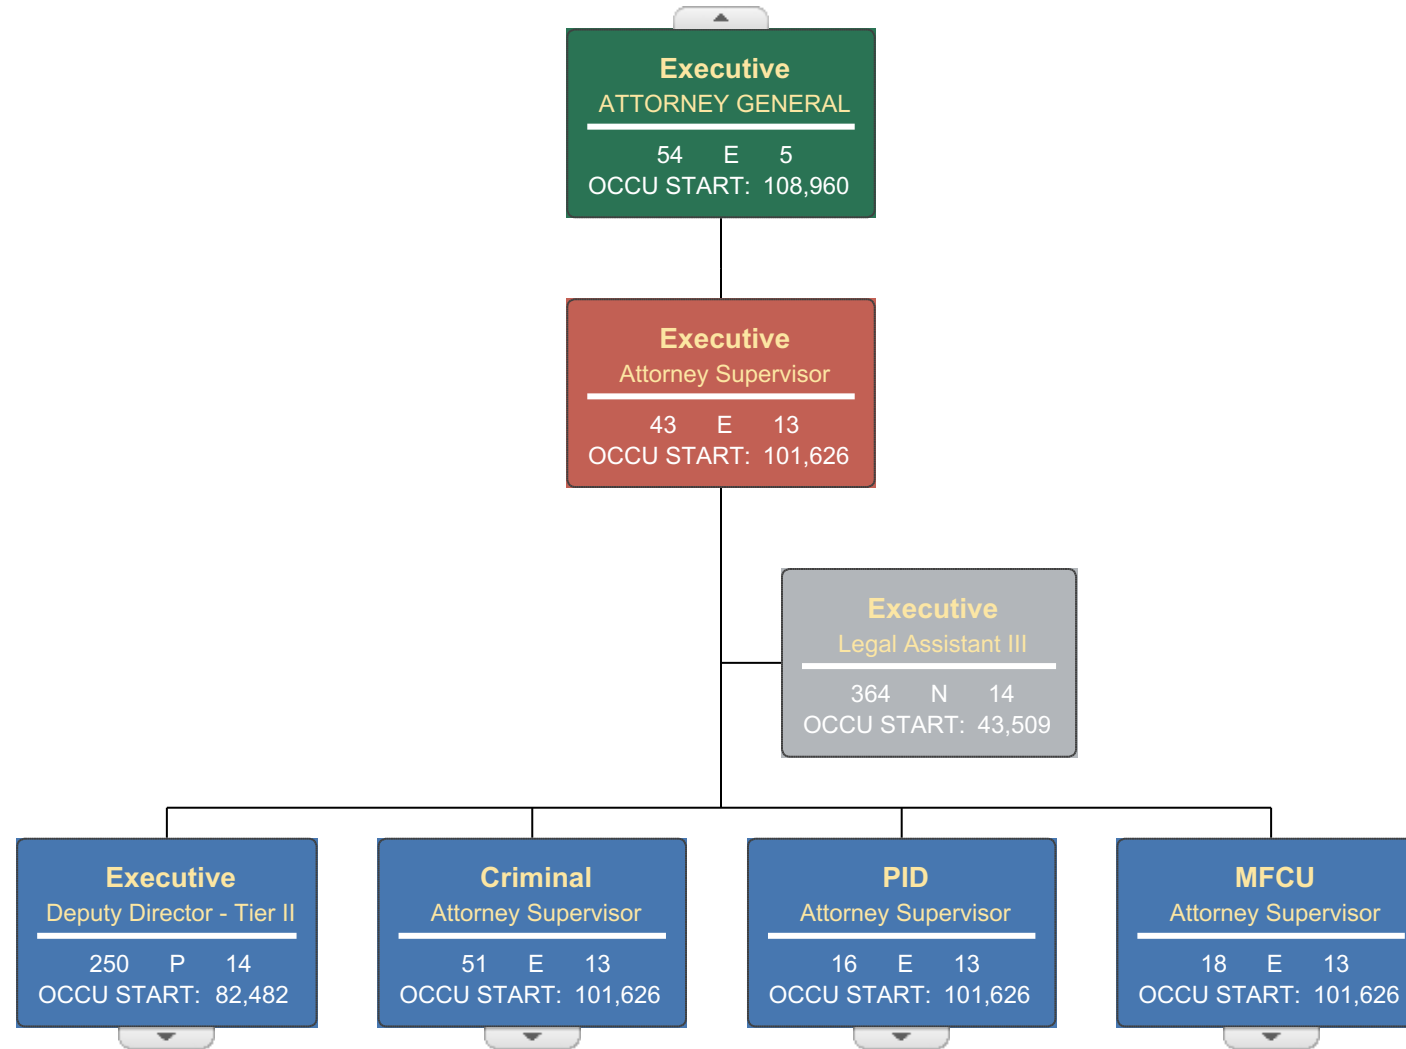 Executive
ATTORNEY GENERAL
54 E 5
OCCU START: 108,960
Executive
Attorney Supervisor
43 E 13
OCCU START: 101,626
Executive
Legal Assistant III
364 N 14
OCCU START: 43,509
Executive
Deputy Director - Tier II
250 P 14
OCCU START: 82,482
Criminal
Attorney Supervisor
51 E 13
OCCU START: 101,626
PID
Attorney Supervisor
16 E 13
OCCU START: 101,626
MFCU
Attorney Supervisor
18 E 13
OCCU START: 101,626